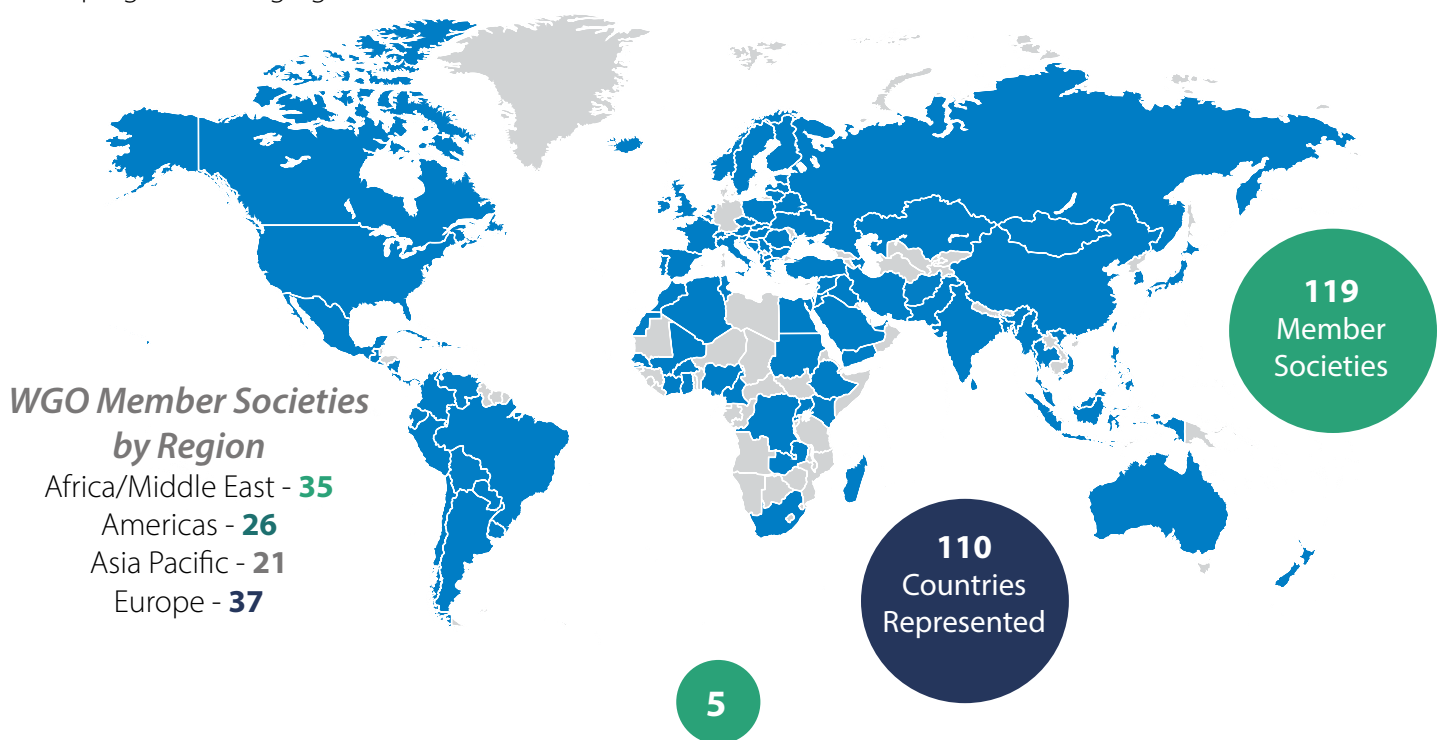 WGO Member Societies
by Region
Africa/Middle East - 35
Americas - 26
Asia Pacific - 21
Europe - 37
119
Member
Societies
110
Countries
Represented
5